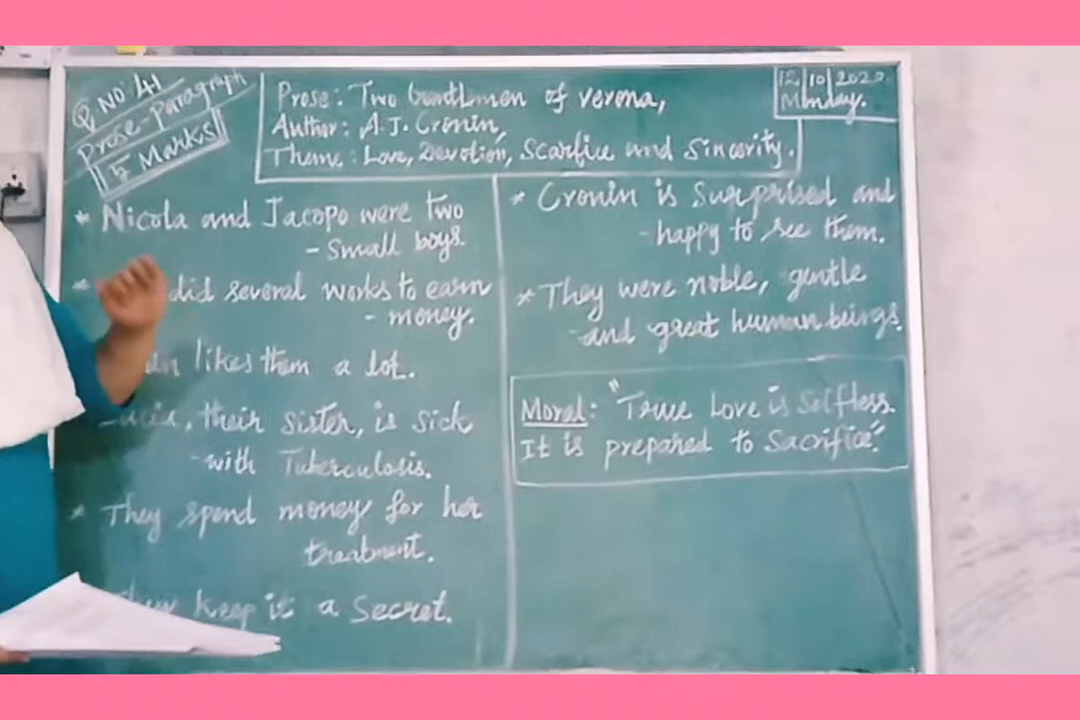 Q NO 41
Prose-Paragraph
5 Marks
Prose: Two Gentlemen of verona,
Author: A.J. Cronin,
Theme: Love, Devotion, Scarfice and Sincerity.
12/10/2020
Monday.
* Nicola and Jacopo were two
- Small boys.
* did several works to earn
- money.
likes them a lot.
their sister, is sick
-with Tuberculosis.
* They spend money for her
treatment.
keep it a Secret.
* Cronin is Surprised and
-happy to see them.
* They were noble, gentle
-and great human beings.
Moral: "True Love is Selfless.
It is prepared to Sacrifice".